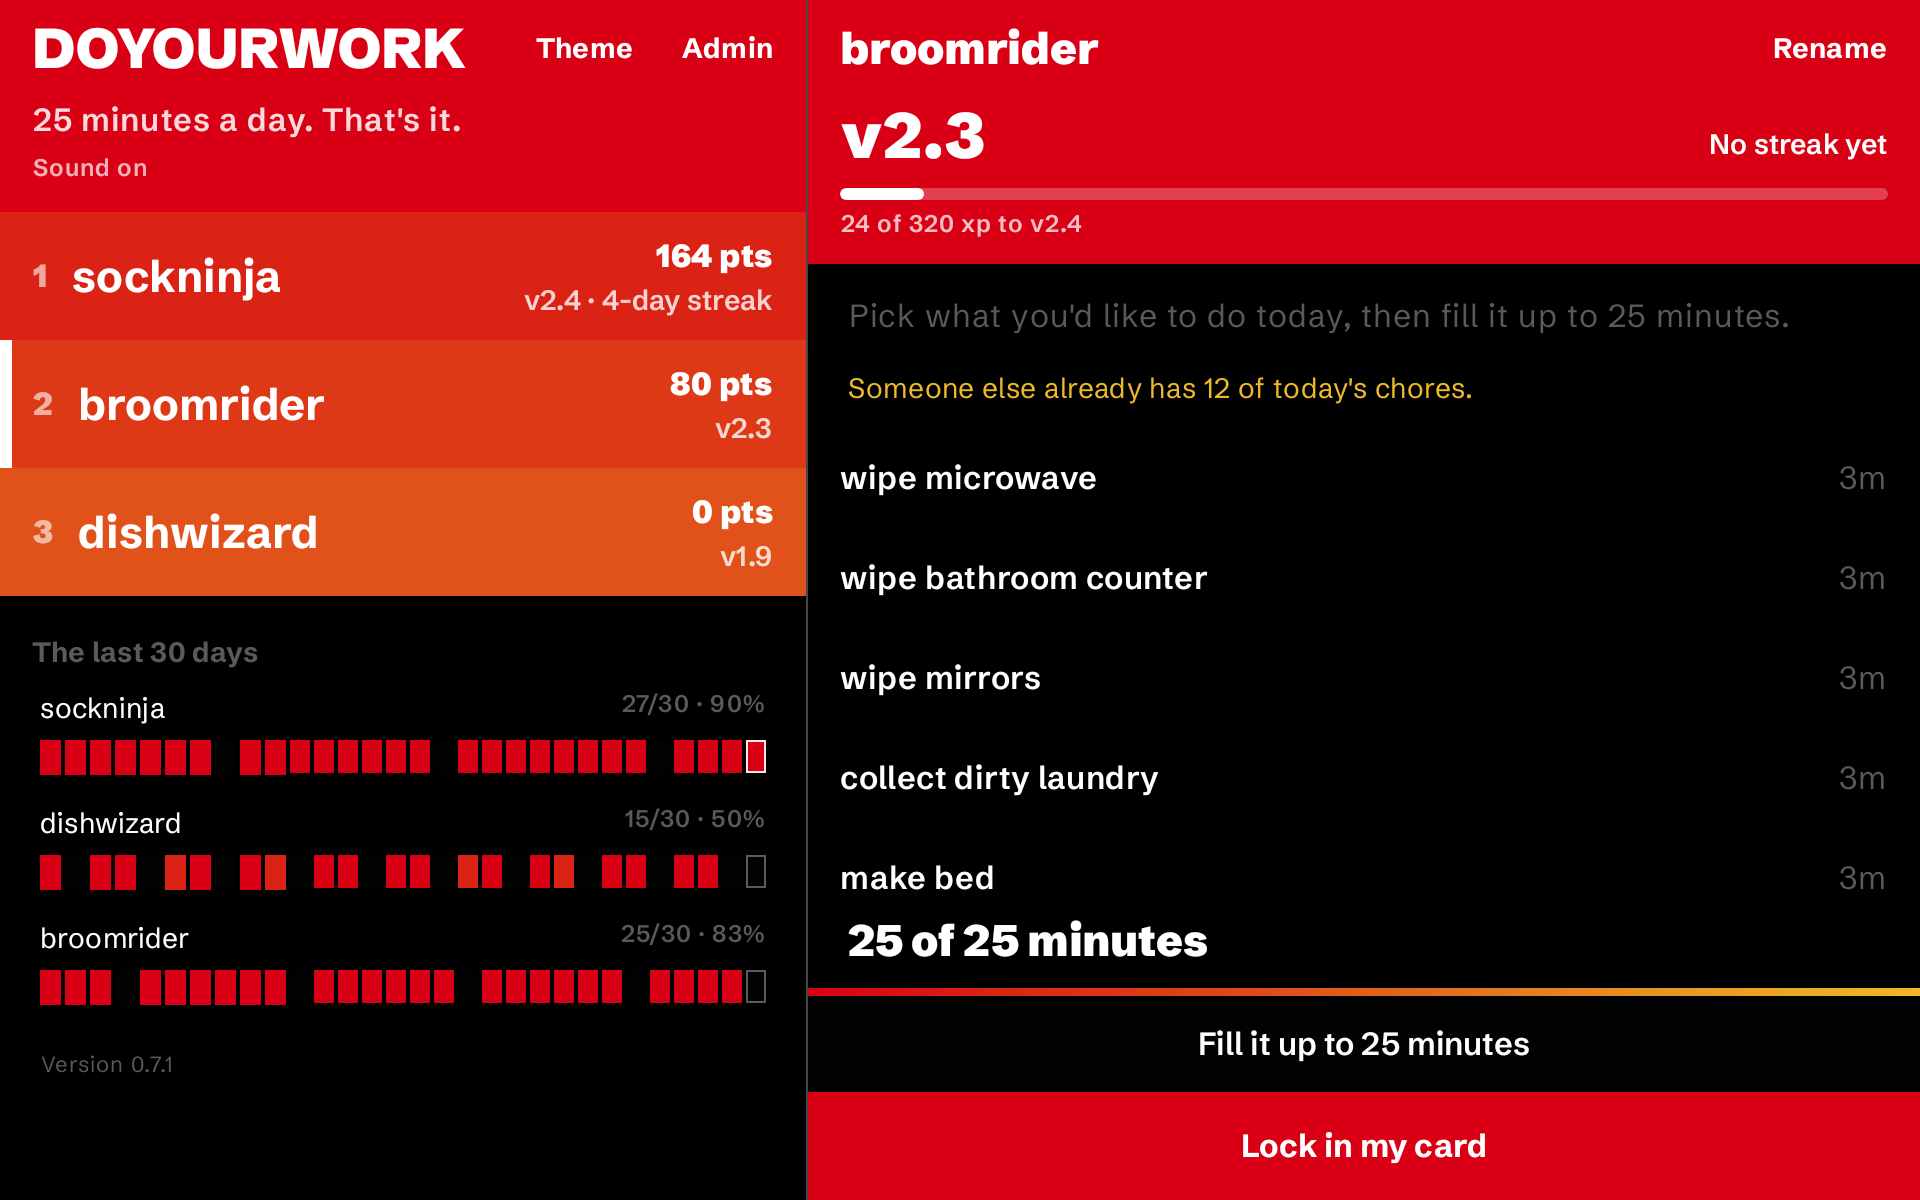 DOYOURWORK
Theme
Admin
25 minutes a day. That's it.
Sound on
1 sockninja
164 pts
v2.4 · 4-day streak
2 broomrider
80 pts
v2.3
3 dishwizard
0 pts
v1.9
The last 30 days
sockninja
27/30 · 90%
dishwizard
15/30 · 50%
broomrider
25/30 · 83%
Version 0.7.1
broomrider
Rename
v2.3
No streak yet
24 of 320 xp to v2.4
Pick what you'd like to do today, then fill it up to 25 minutes.
Someone else already has 12 of today's chores.
wipe microwave
3m
wipe bathroom counter
3m
wipe mirrors
3m
collect dirty laundry
3m
make bed
3m
25 of 25 minutes
Fill it up to 25 minutes
Lock in my card